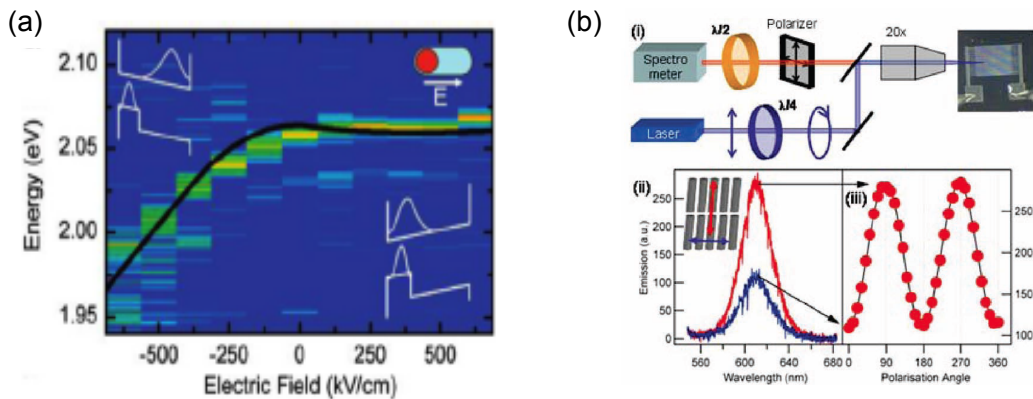 (a)
2.10
2.05
2.00
1.95
Energy (eV)
E
-500
-250
0
250
500
Electric Field (kV/cm)
(b)
(i)
λ/2
Polarizer
20x
Spectro
meter
λ/4
Laser
(ii)
(iii)
250
200
150
100
50
0
Emission (a.u.)
560
600
640
680
Wavelength (nm)
300
250
200
150
100
0
90
180
270
360
Polarisation Angle